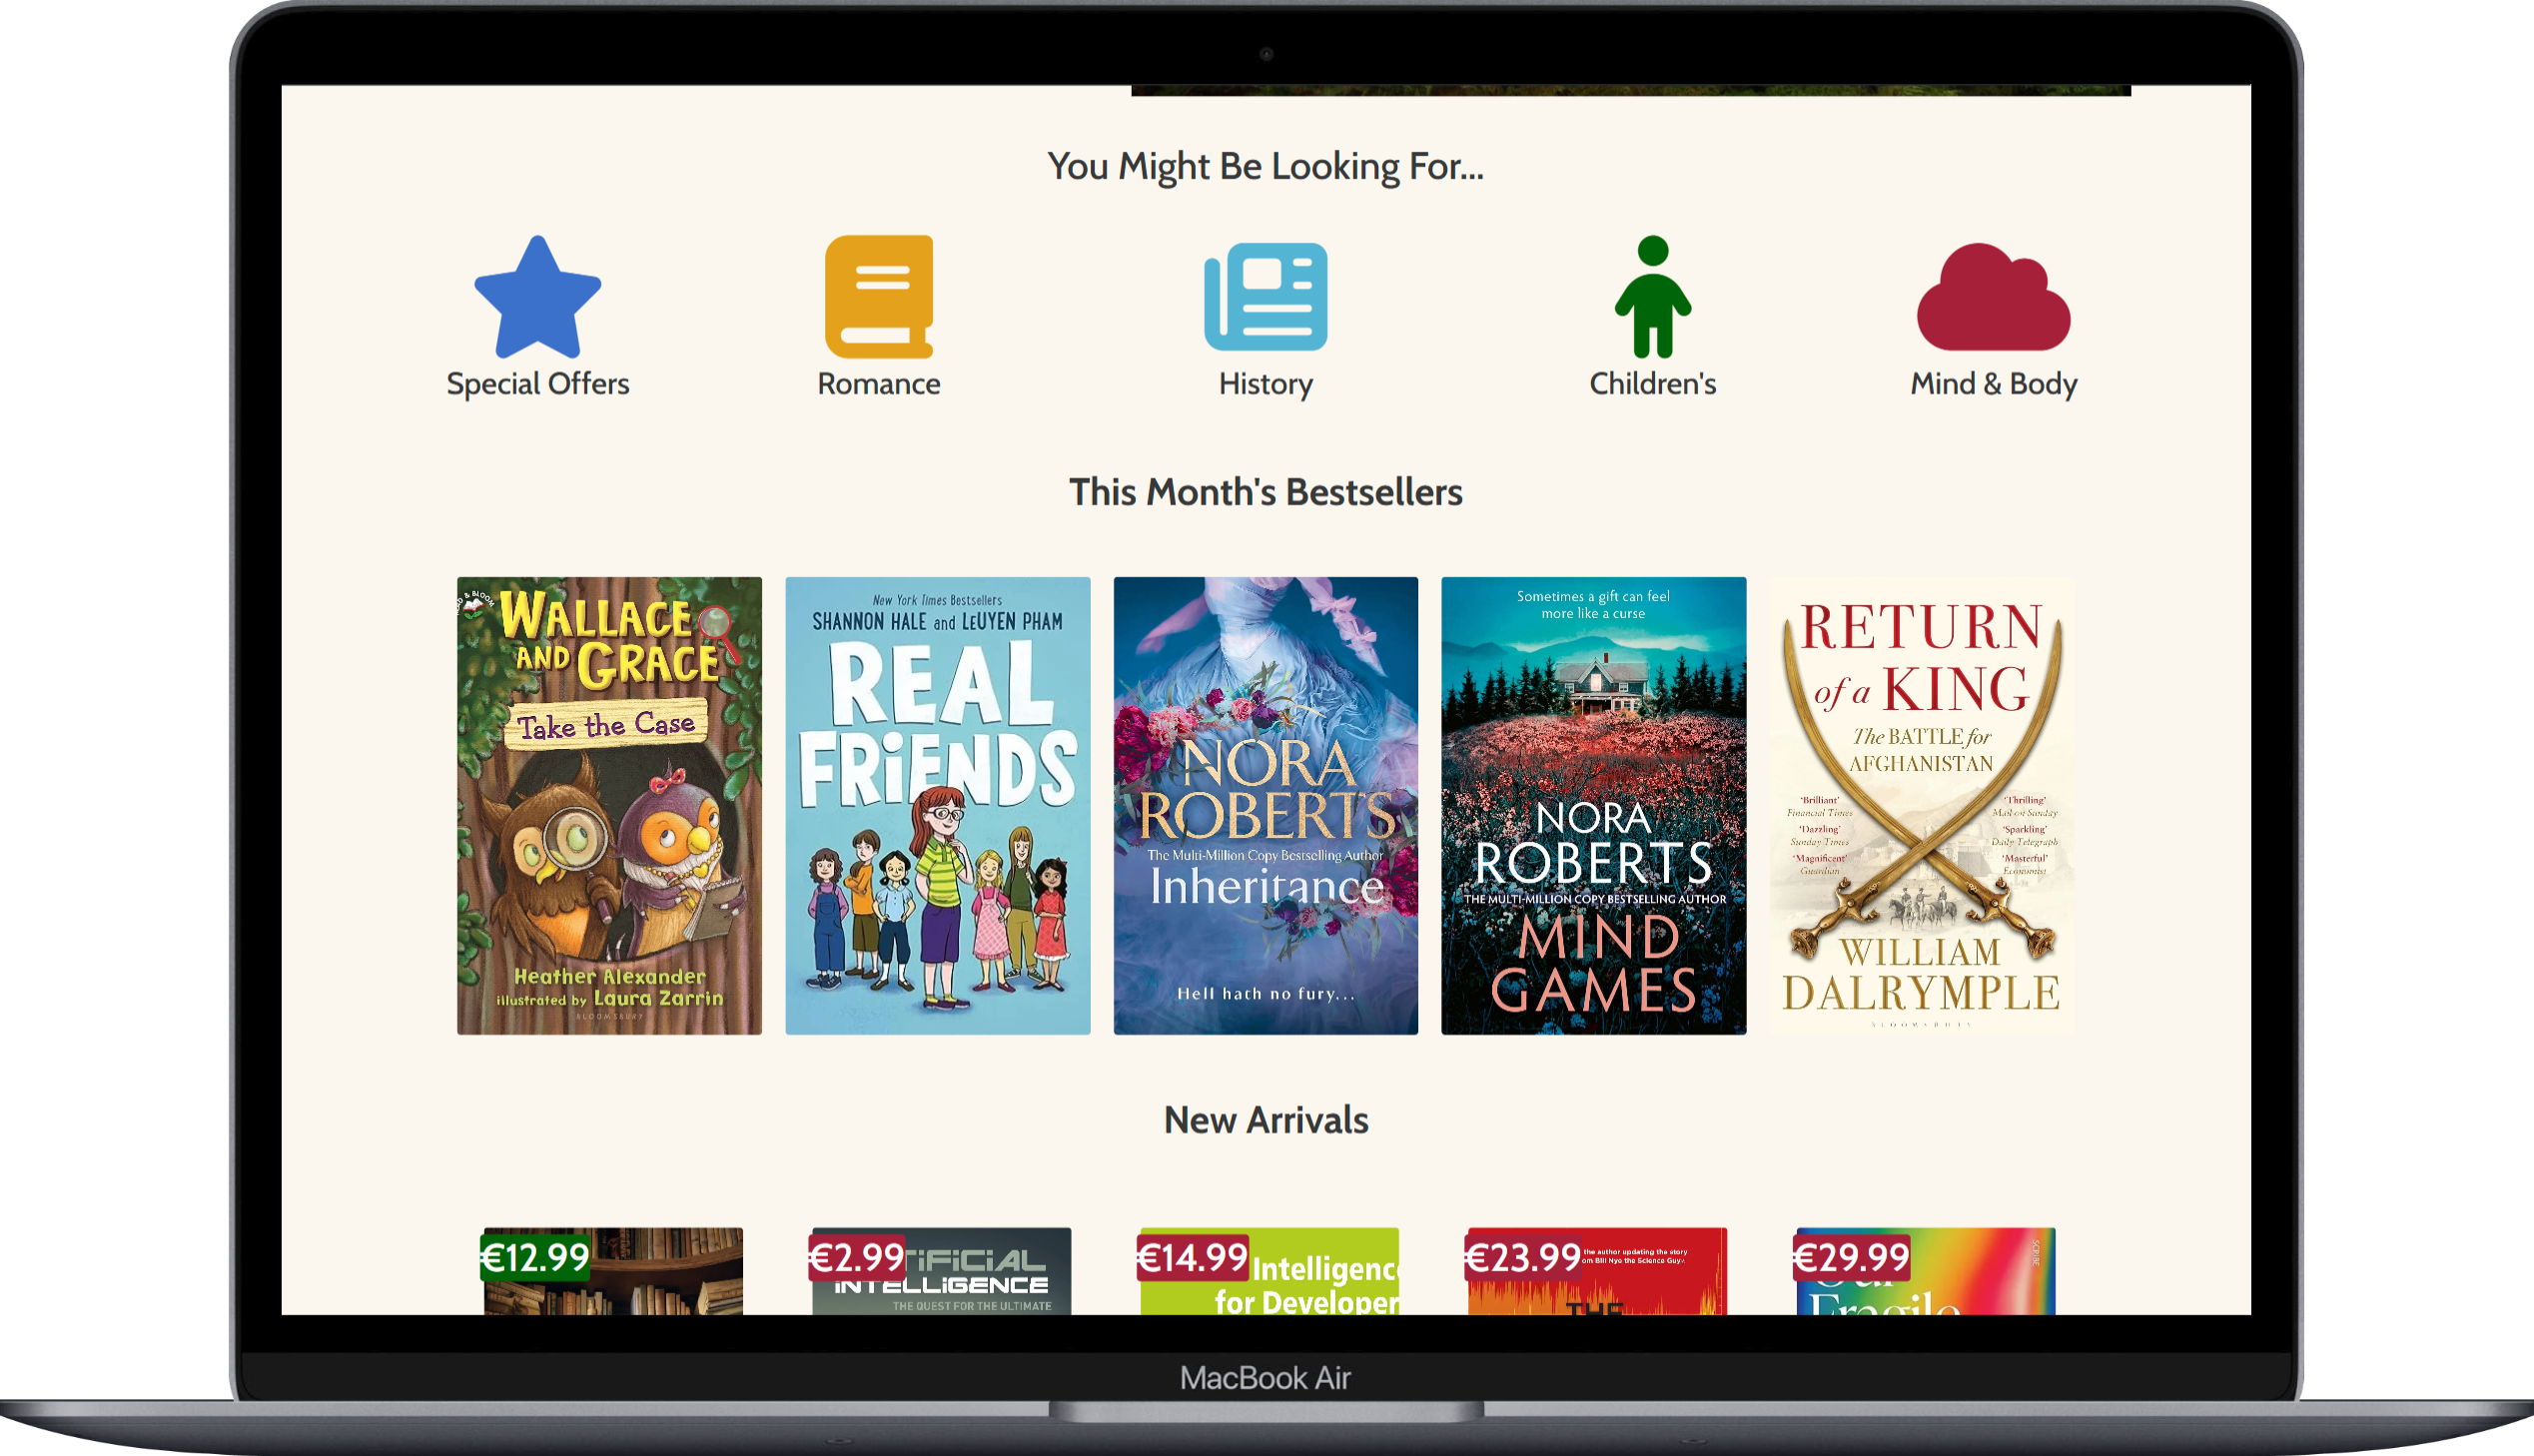 You Might Be Looking For...
Special Offers
Romance
History
Children's
Mind & Body
This Month's Bestsellers
READ & BLOOM
WALLACE
AND GRACE
Take the Case
Heather Alexander
illustrated by Laura Zarrin
BLOOMSBURY
New York Times Bestsellers
SHANNON HALE and LEUYEN PHAM
REAL
FRiENDS
NORA
ROBERTS
The Multi-Million Copy Bestselling Author
Inheritance
Hell hath no fury...
Sometimes a gift can feel
more like a curse
NORA
ROBERTS
THE MULTI-MILLION COPY BESTSELLING AUTHOR
MIND
GAMES
RETURN
of a KING
The BATTLE for
AFGHANISTAN
'Brilliant'
Financial Times
'Dazzling'
Sunday Times
'Magnificent'
Guardian
'Thrilling'
Mail on Sunday
'Sparkling'
Daily Telegraph
'Masterful'
Economist
WILLIAM
DALRYMPLE
BLOOMSBURY
New Arrivals
€12.99
€2.99
TIFICIAL
INTELLIGENCE
THE QUEST FOR THE ULTIMATE
€14.99
Intelligenc
for Developer
€23.99
the author updating the story
om Bill Nye the Science Guy
THE
€29.99
SCRIBE
Our
Fragile
MacBook Air